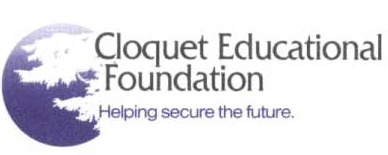 Cloquet Educational
Foundation
Helping secure the future.